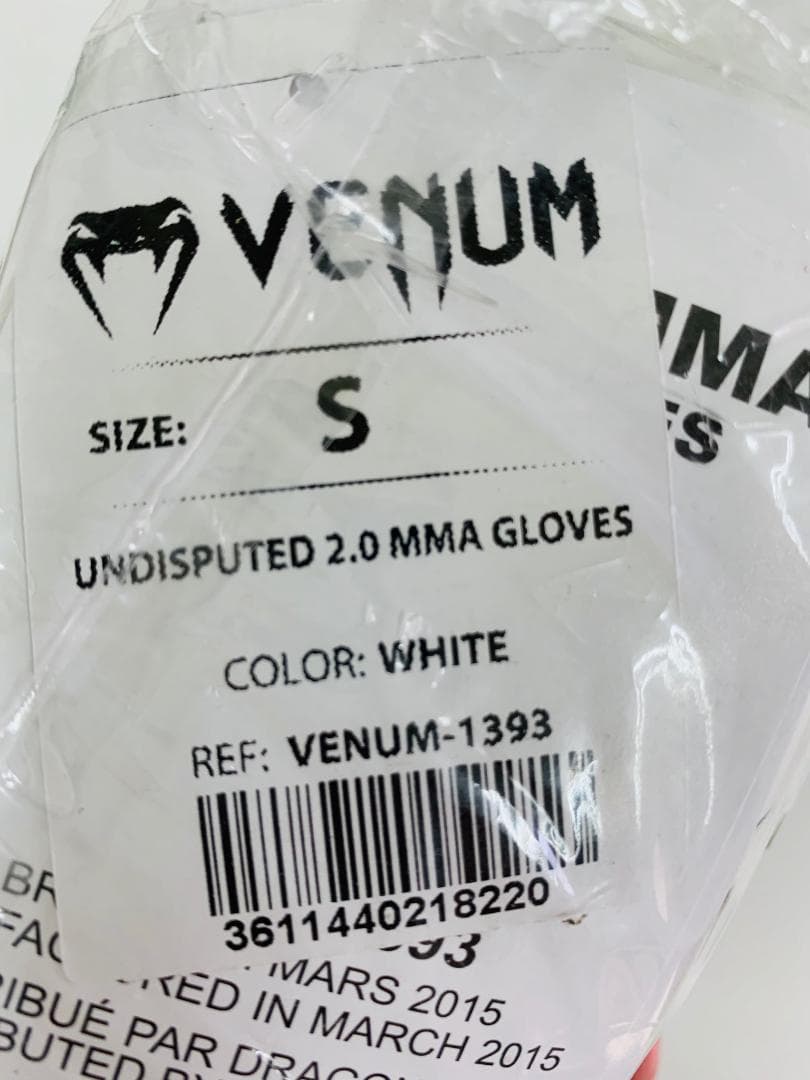 VENUM
SIZE: S
UNDISPUTED 2.0 MMA GLOVES
COLOR: WHITE
REF: VENUM-1393
3611440218220
MMA
MARS 2015
IN MARCH 2015
PAR